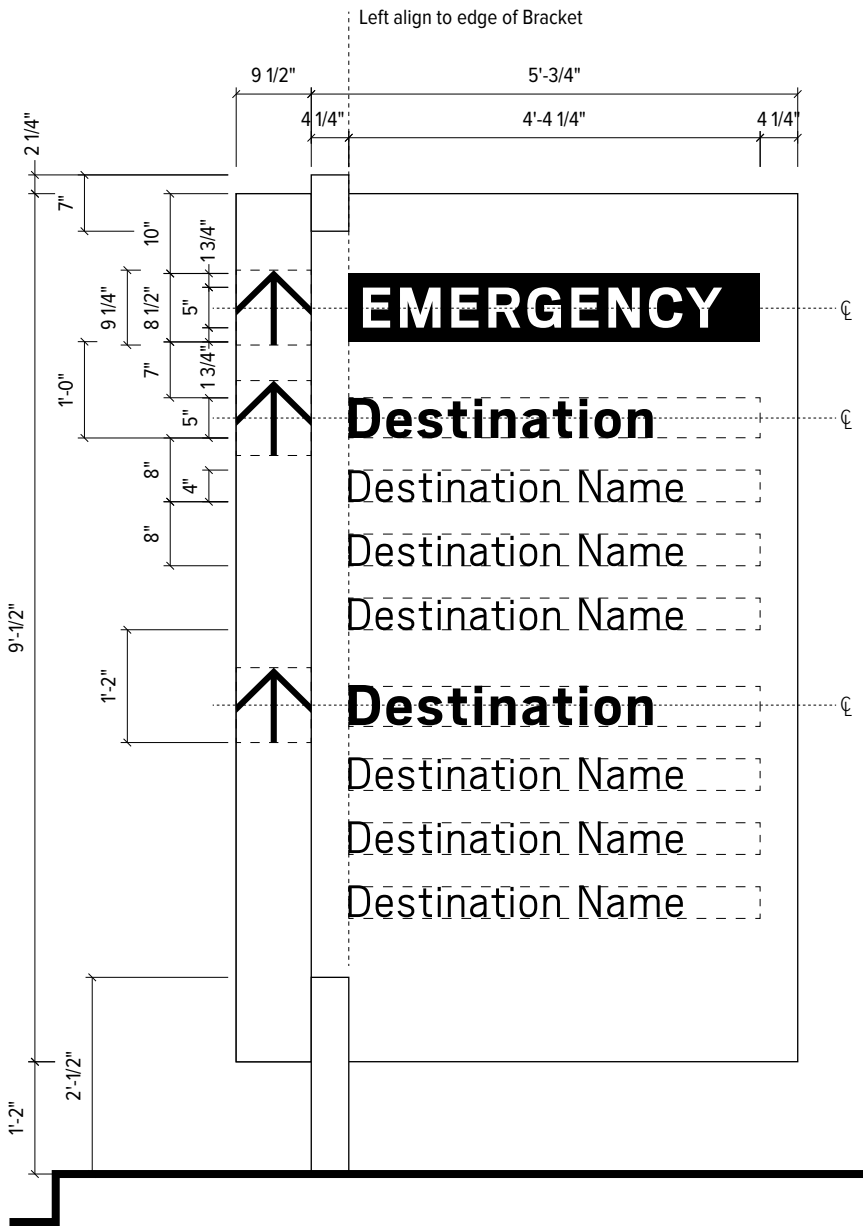 Left align to edge of Bracket
9 1/2"
5'-3/4"
4 1/4"
4'-4 1/4"
4 1/4"
2 1/4"
7"
10"
1 3/4"
9 1/4"
8 1/2"
5"
EMERGENCY
℄
1'-0"
7"
1 3/4"
5"
Destination
℄
8"
4"
Destination Name
8"
Destination Name
9'-1/2"
Destination Name
1'-2"
Destination
℄
Destination Name
Destination Name
Destination Name
2'-1/2"
1'-2"